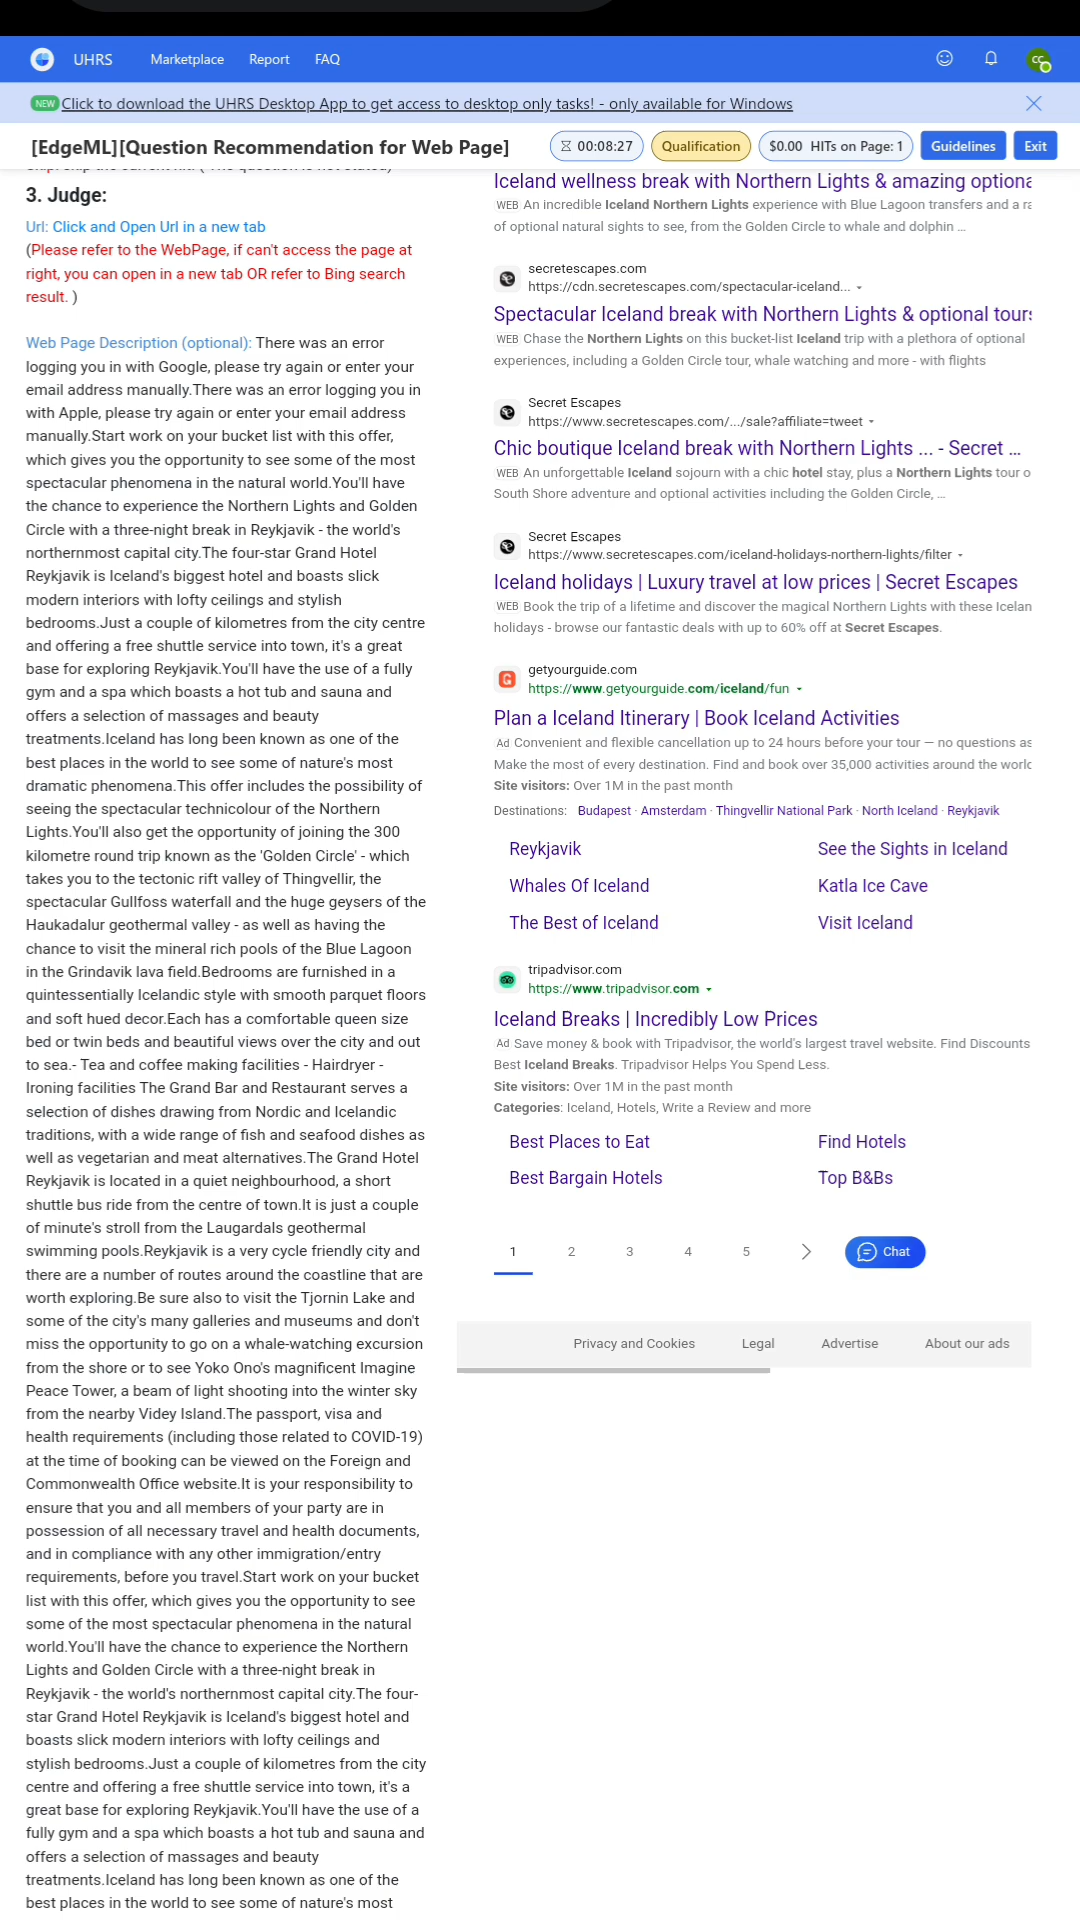 UHRS
Marketplace
Report
FAQ
CC
NEW Click to download the UHRS Desktop App to get access to desktop only tasks! - only available for Windows
[EdgeML][Question Recommendation for Web Page]
00:08:27
Qualification
$0.00 HITs on Page: 1
Guidelines
Exit
3. Judge:
Url: Click and Open Url in a new tab
(Please refer to the WebPage, if can't access the page at
right, you can open in a new tab OR refer to Bing search
result. )
Web Page Description (optional): There was an error
logging you in with Google, please try again or enter your
email address manually.There was an error logging you in
with Apple, please try again or enter your email address
manually.Start work on your bucket list with this offer,
which gives you the opportunity to see some of the most
spectacular phenomena in the natural world.You'll have
the chance to experience the Northern Lights and Golden
Circle with a three-night break in Reykjavik - the world's
northernmost capital city.The four-star Grand Hotel
Reykjavik is Iceland's biggest hotel and boasts slick
modern interiors with lofty ceilings and stylish
bedrooms.Just a couple of kilometres from the city centre
and offering a free shuttle service into town, it's a great
base for exploring Reykjavik.You'll have the use of a fully
gym and a spa which boasts a hot tub and sauna and
offers a selection of massages and beauty
treatments.Iceland has long been known as one of the
best places in the world to see some of nature's most
dramatic phenomena.This offer includes the possibility of
seeing the spectacular technicolour of the Northern
Lights.You'll also get the opportunity of joining the 300
kilometre round trip known as the 'Golden Circle' - which
takes you to the tectonic rift valley of Thingvellir, the
spectacular Gullfoss waterfall and the huge geysers of the
Haukadalur geothermal valley - as well as having the
chance to visit the mineral rich pools of the Blue Lagoon
in the Grindavik lava field.Bedrooms are furnished in a
quintessentially Icelandic style with smooth parquet floors
and soft hued decor.Each has a comfortable queen size
bed or twin beds and beautiful views over the city and out
to sea.- Tea and coffee making facilities - Hairdryer -
Ironing facilities The Grand Bar and Restaurant serves a
selection of dishes drawing from Nordic and Icelandic
traditions, with a wide range of fish and seafood dishes as
well as vegetarian and meat alternatives.The Grand Hotel
Reykjavik is located in a quiet neighbourhood, a short
shuttle bus ride from the centre of town.It is just a couple
of minute's stroll from the Laugardals geothermal
swimming pools.Reykjavik is a very cycle friendly city and
there are a number of routes around the coastline that are
worth exploring.Be sure also to visit the Tjornin Lake and
some of the city's many galleries and museums and don't
miss the opportunity to go on a whale-watching excursion
from the shore or to see Yoko Ono's magnificent Imagine
Peace Tower, a beam of light shooting into the winter sky
from the nearby Videy Island.The passport, visa and
health requirements (including those related to COVID-19)
at the time of booking can be viewed on the Foreign and
Commonwealth Office website.It is your responsibility to
ensure that you and all members of your party are in
possession of all necessary travel and health documents,
and in compliance with any other immigration/entry
requirements, before you travel.Start work on your bucket
list with this offer, which gives you the opportunity to see
some of the most spectacular phenomena in the natural
world.You'll have the chance to experience the Northern
Lights and Golden Circle with a three-night break in
Reykjavik - the world's northernmost capital city.The four-
star Grand Hotel Reykjavik is Iceland's biggest hotel and
boasts slick modern interiors with lofty ceilings and
stylish bedrooms.Just a couple of kilometres from the city
centre and offering a free shuttle service into town, it's a
great base for exploring Reykjavik.You'll have the use of a
fully gym and a spa which boasts a hot tub and sauna and
offers a selection of massages and beauty
treatments.Iceland has long been known as one of the
best places in the world to see some of nature's most
Iceland wellness break with Northern Lights & amazing optiona
WEB An incredible Iceland Northern Lights experience with Blue Lagoon transfers and a ra
of optional natural sights to see, from the Golden Circle to whale and dolphin ...
secretescapes.com
https://cdn.secretescapes.com/spectacular-iceland...
Spectacular Iceland break with Northern Lights & optional tours
WEB Chase the Northern Lights on this bucket-list Iceland trip with a plethora of optional
experiences, including a Golden Circle tour, whale watching and more - with flights
Secret Escapes
https://www.secretescapes.com/.../sale?affiliate=tweet
Chic boutique Iceland break with Northern Lights ... - Secret ...
WEB An unforgettable Iceland sojourn with a chic hotel stay, plus a Northern Lights tour o
South Shore adventure and optional activities including the Golden Circle, ...
Secret Escapes
https://www.secretescapes.com/iceland-holidays-northern-lights/filter
Iceland holidays | Luxury travel at low prices | Secret Escapes
WEB Book the trip of a lifetime and discover the magical Northern Lights with these Icelan
holidays - browse our fantastic deals with up to 60% off at Secret Escapes.
getyourguide.com
https://www.getyourguide.com/iceland/fun
Plan a Iceland Itinerary | Book Iceland Activities
Ad Convenient and flexible cancellation up to 24 hours before your tour — no questions as
Make the most of every destination. Find and book over 35,000 activities around the worlc
Site visitors: Over 1M in the past month
Destinations: Budapest · Amsterdam · Thingvellir National Park · North Iceland · Reykjavik
Reykjavik
See the Sights in Iceland
Whales Of Iceland
Katla Ice Cave
The Best of Iceland
Visit Iceland
tripadvisor.com
https://www.tripadvisor.com
Iceland Breaks | Incredibly Low Prices
Ad Save money & book with Tripadvisor, the world's largest travel website. Find Discounts
Best Iceland Breaks. Tripadvisor Helps You Spend Less.
Site visitors: Over 1M in the past month
Categories: Iceland, Hotels, Write a Review and more
Best Places to Eat
Find Hotels
Best Bargain Hotels
Top B&Bs
1 2 3 4 5
Chat
Privacy and Cookies
Legal
Advertise
About our ads